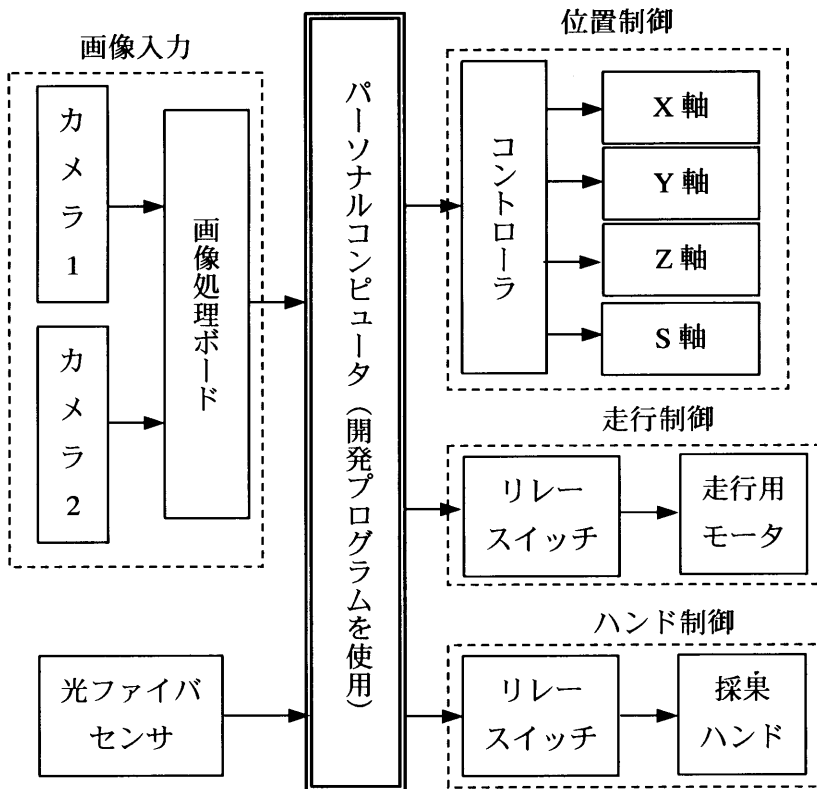 画像入力
カメラ1
カメラ2
画像処理ボード
光ファイバ
センサ
パーソナルコンピュータ（開発プログラムを使用）
位置制御
コントローラ
X 軸
Y 軸
Z 軸
S 軸
走行制御
リレー
スイッチ
走行用
モータ
ハンド制御
リレー
スイッチ
採果
ハンド